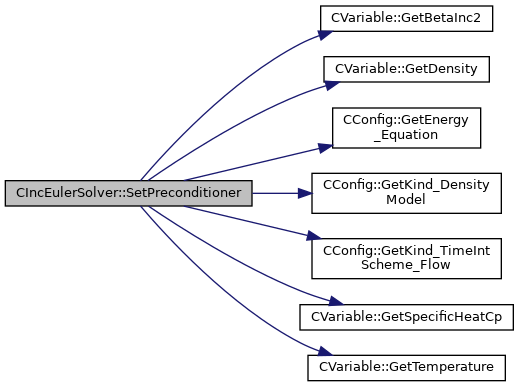 CVariable::GetBetaInc2
CVariable::GetDensity
CConfig::GetEnergy
_Equation
CIncEulerSolver::SetPreconditioner
CConfig::GetKind_Density
Model
CConfig::GetKind_TimeInt
Scheme_Flow
CVariable::GetSpecificHeatCp
CVariable::GetTemperature